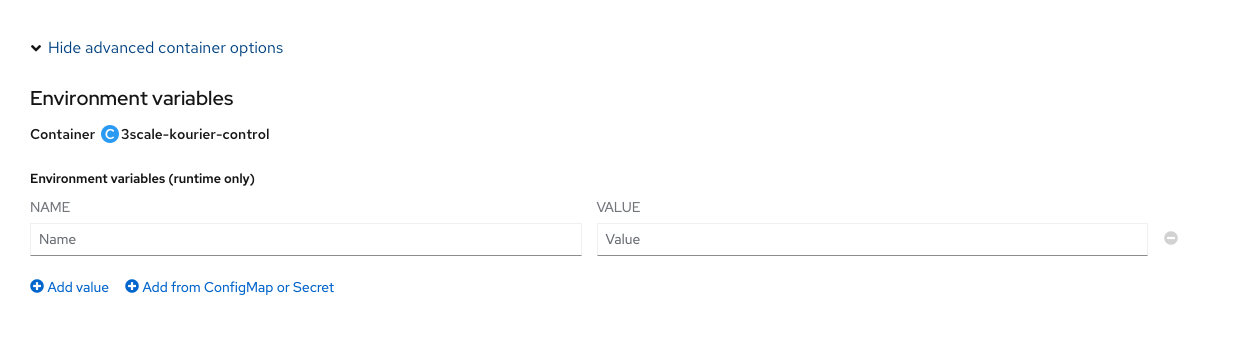 Hide advanced container options
Environment variables
Container C 3scale-kourier-control
Environment variables (runtime only)
NAME VALUE
Name Value
Add value Add from ConfigMap or Secret